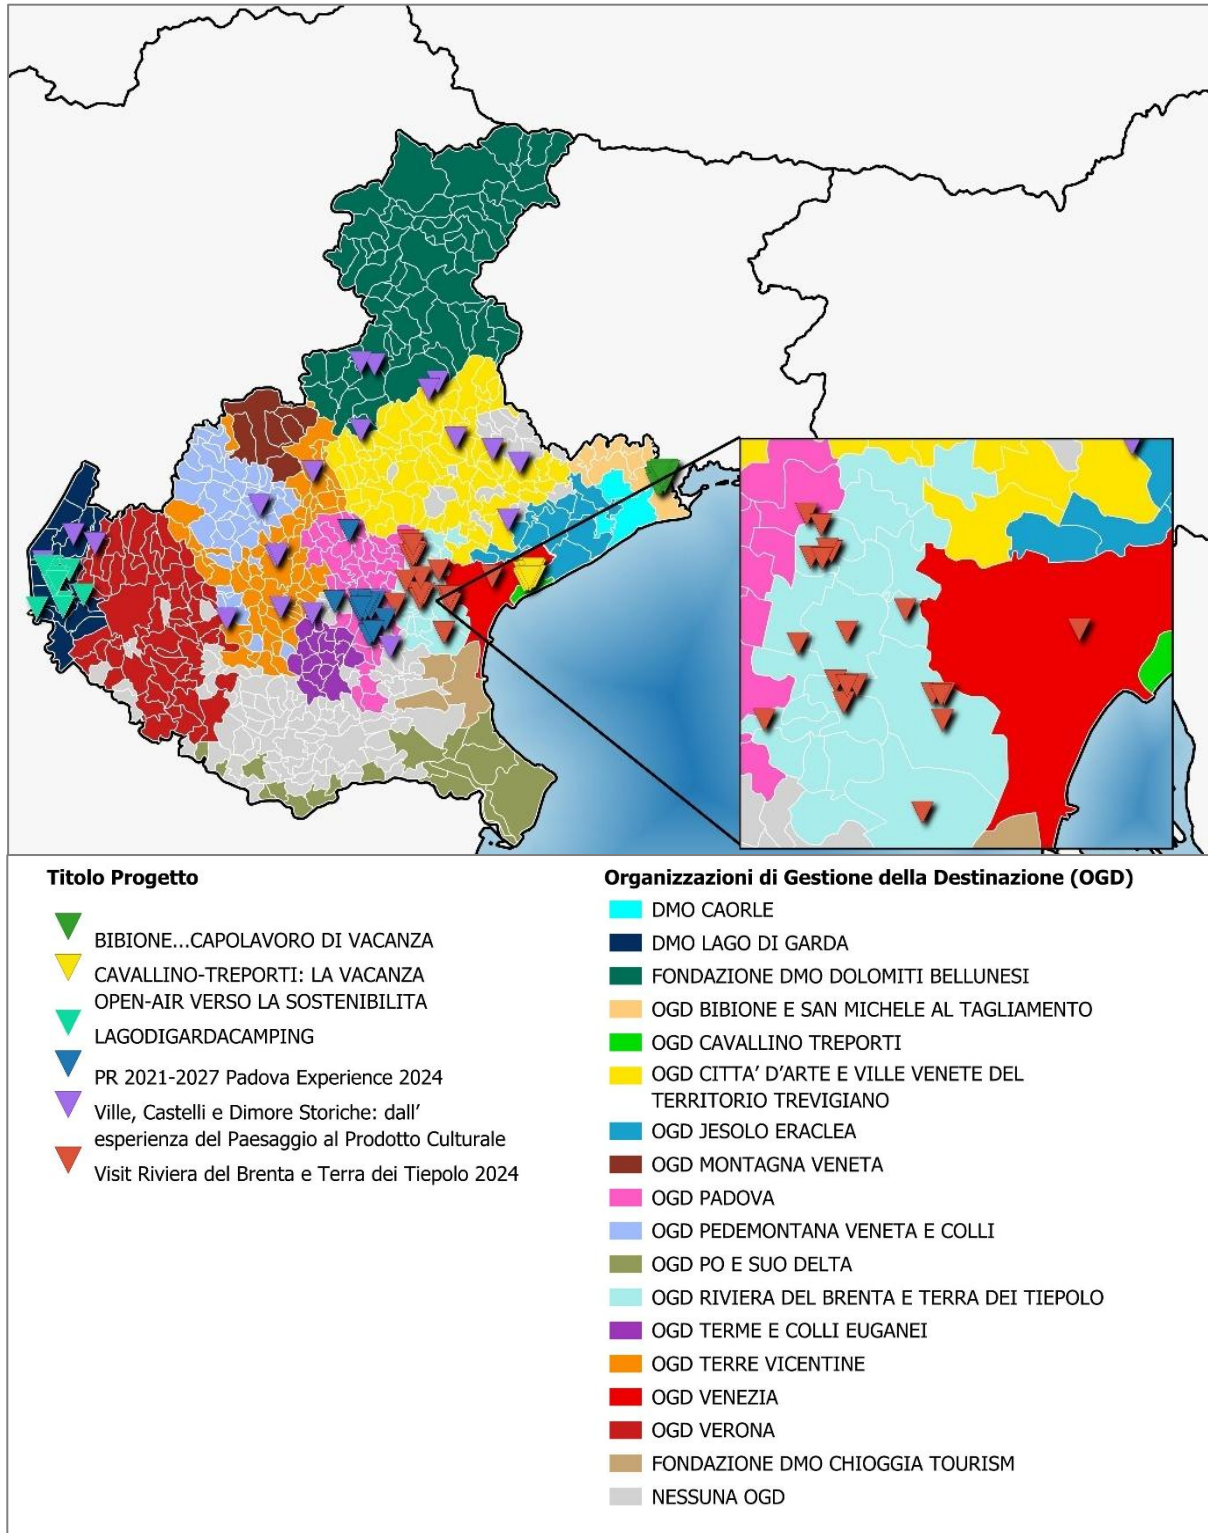 Titolo Progetto
BIBIONE...CAPOLAVORO DI VACANZA
CAVALLINO-TREPORTI: LA VACANZA
OPEN-AIR VERSO LA SOSTENIBILITA
LAGODIGARDACAMPING
PR 2021-2027 Padova Experience 2024
Ville, Castelli e Dimore Storiche: dall'
esperienza del Paesaggio al Prodotto Culturale
Visit Riviera del Brenta e Terra dei Tiepolo 2024
Organizzazioni di Gestione della Destinazione (OGD)
DMO CAORLE
DMO LAGO DI GARDA
FONDAZIONE DMO DOLOMITI BELLUNESI
OGD BIBIONE E SAN MICHELE AL TAGLIAMENTO
OGD CAVALLINO TREPORTI
OGD CITTA' D'ARTE E VILLE VENETE DEL
TERRITORIO TREVIGIANO
OGD JESOLO ERACLEA
OGD MONTAGNA VENETA
OGD PADOVA
OGD PEDEMONTANA VENETA E COLLI
OGD PO E SUO DELTA
OGD RIVIERA DEL BRENTA E TERRA DEI TIEPOLO
OGD TERME E COLLI EUGANEI
OGD TERRE VICENTINE
OGD VENEZIA
OGD VERONA
FONDAZIONE DMO CHIOGGIA TOURISM
NESSUNA OGD